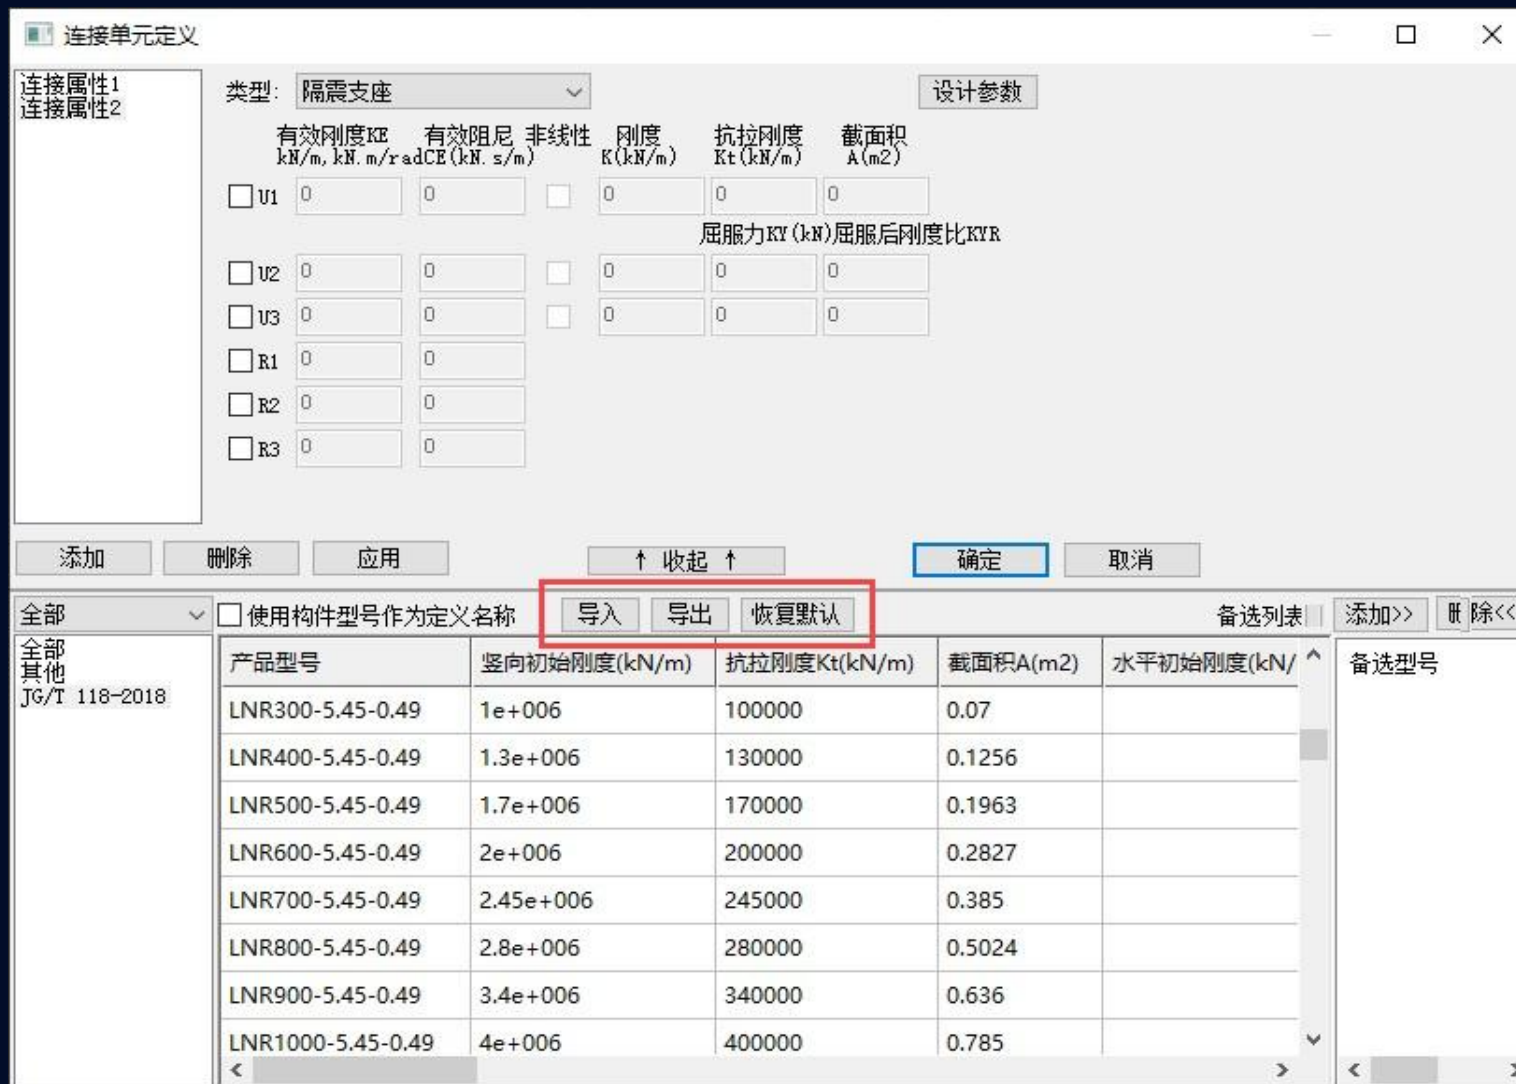 连接单元定义
连接属性1
连接属性2
类型: 隔震支座 设计参数
有效刚度KE 有效阻尼 非线性 刚度 抗拉刚度 截面积
kN/m,kN.m/radCE(kN.s/m) K(kN/m) Kt(kN/m) A(m2)
U1 0 0 0 0 0
屈服力KY(kN)屈服后刚度比KYR
U2 0 0 0 0 0
U3 0 0 0 0 0
R1 0 0
R2 0 0
R3 0 0
添加 删除 应用 ↑ 收起 ↑ 确定 取消
全部 使用构件型号作为定义名称 导入 导出 恢复默认 备选列表 添加>> 删除<<
全部
其他
JG/T 118-2018
产品型号 竖向初始刚度(kN/m) 抗拉刚度Kt(kN/m) 截面积A(m2) 水平初始刚度(kN/ 备选型号
LNR300-5.45-0.49 1e+006 100000 0.07
LNR400-5.45-0.49 1.3e+006 130000 0.1256
LNR500-5.45-0.49 1.7e+006 170000 0.1963
LNR600-5.45-0.49 2e+006 200000 0.2827
LNR700-5.45-0.49 2.45e+006 245000 0.385
LNR800-5.45-0.49 2.8e+006 280000 0.5024
LNR900-5.45-0.49 3.4e+006 340000 0.636
LNR1000-5.45-0.49 4e+006 400000 0.785